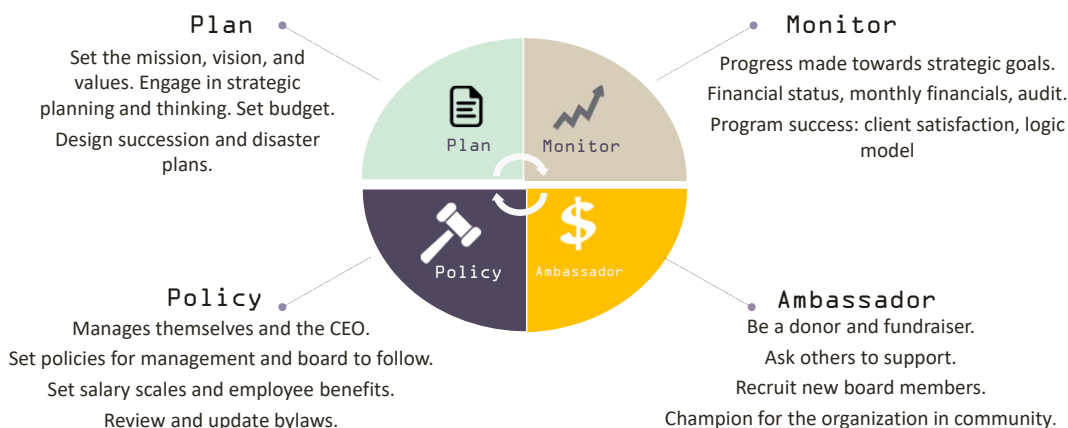 Plan
Set the mission, vision, and
values. Engage in strategic
planning and thinking. Set budget.
Design succession and disaster
plans.
Monitor
Progress made towards strategic goals.
Financial status, monthly financials, audit.
Program success: client satisfaction, logic
model
Plan
Monitor
Policy
Ambassador
Policy
Manages themselves and the CEO.
Set policies for management and board to follow.
Set salary scales and employee benefits.
Review and update bylaws.
Ambassador
Be a donor and fundraiser.
Ask others to support.
Recruit new board members.
Champion for the organization in community.